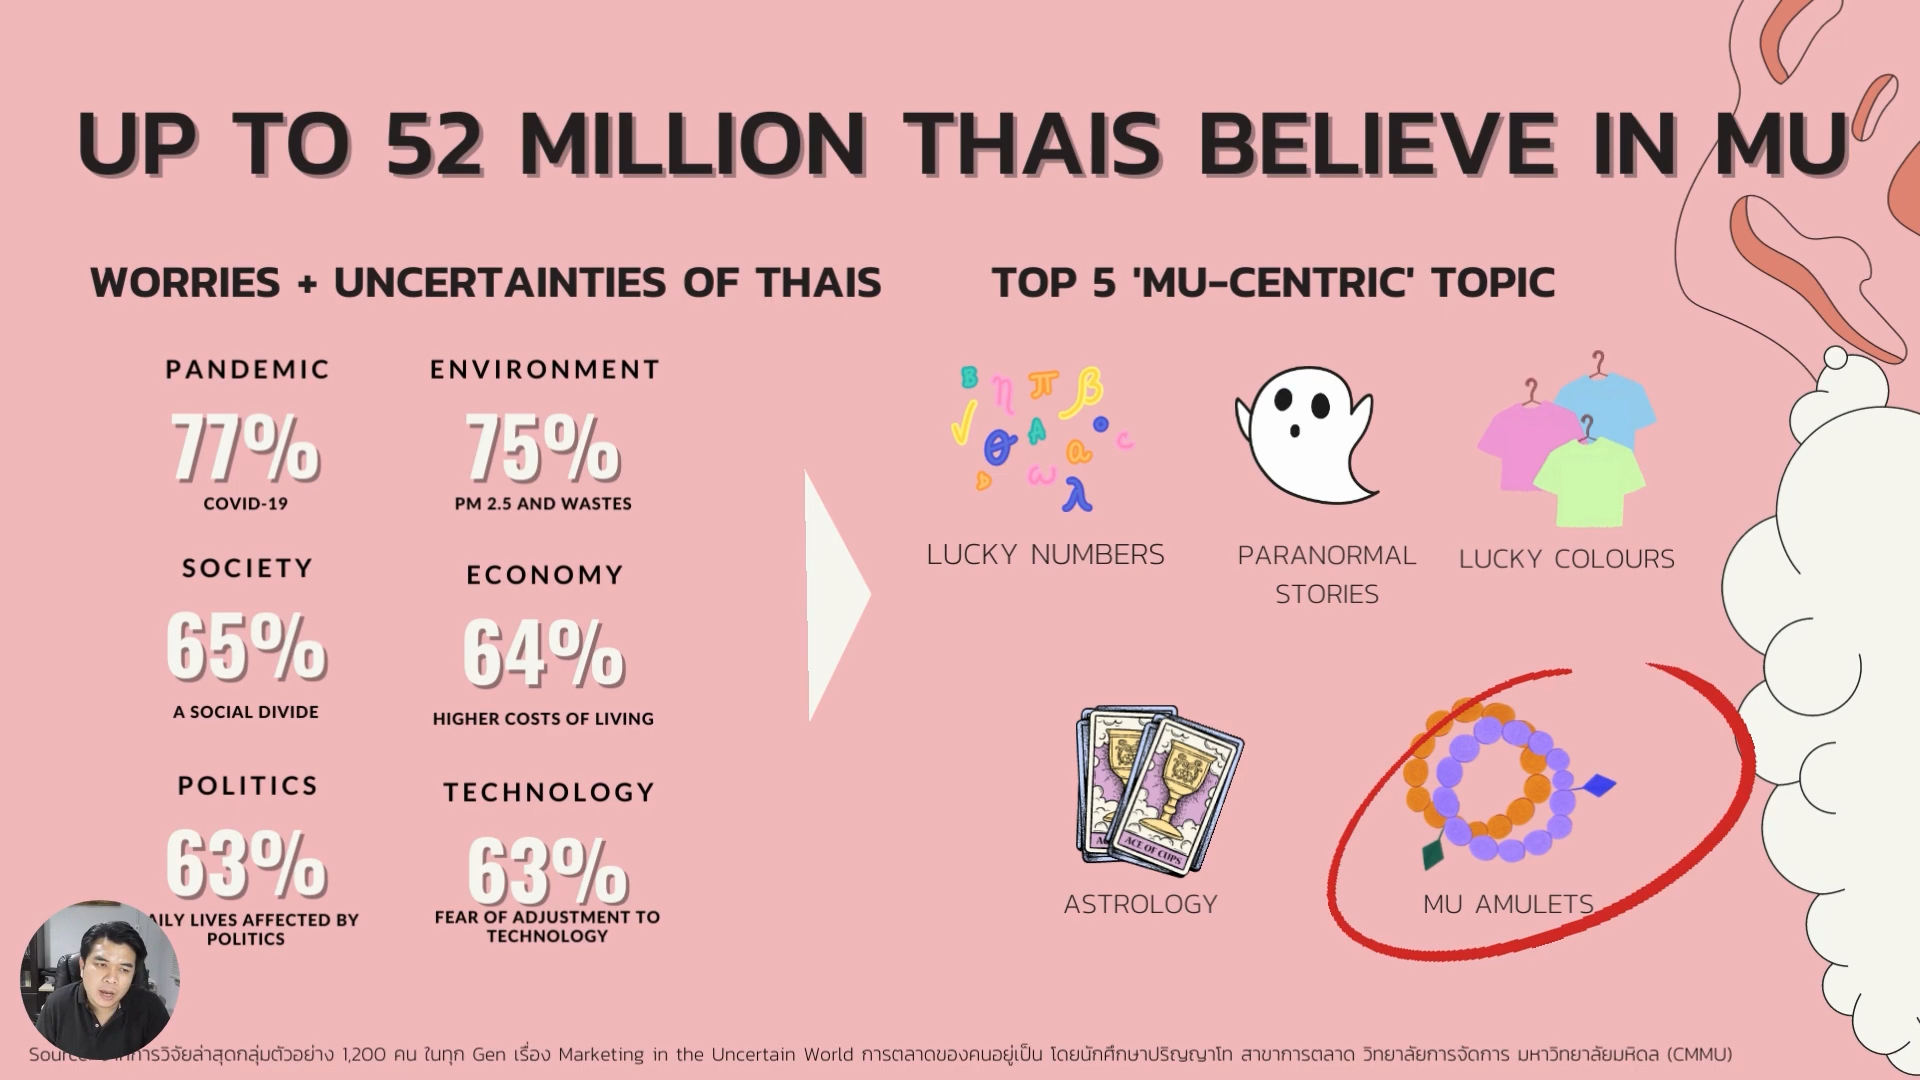 UP TO 52 MILLION THAIS BELIEVE IN MU
WORRIES + UNCERTAINTIES OF THAIS
PANDEMIC
77%
COVID-19
ENVIRONMENT
75%
PM 2.5 AND WASTES
SOCIETY
65%
A SOCIAL DIVIDE
ECONOMY
64%
HIGHER COSTS OF LIVING
POLITICS
63%
LIVES AFFECTED BY
POLITICS
TECHNOLOGY
63%
FEAR OF ADJUSTMENT TO
TECHNOLOGY
TOP 5 'MU-CENTRIC' TOPIC
B η π β
√ θ A a o c
D ω λ
LUCKY NUMBERS
PARANORMAL
STORIES
LUCKY COLOURS
ACE OF CUPS
ASTROLOGY
MU AMULETS
การวิจัยล่าสุดกลุ่มตัวอย่าง 1,200 คน ในทุก Gen เรื่อง Marketing in the Uncertain World การตลาดของคนอยู่เป็น โดยนักศึกษาปริญญาโท สาขาการตลาด วิทยาลัยการจัดการ มหาวิทยาลัยมหิดล (CMMU)